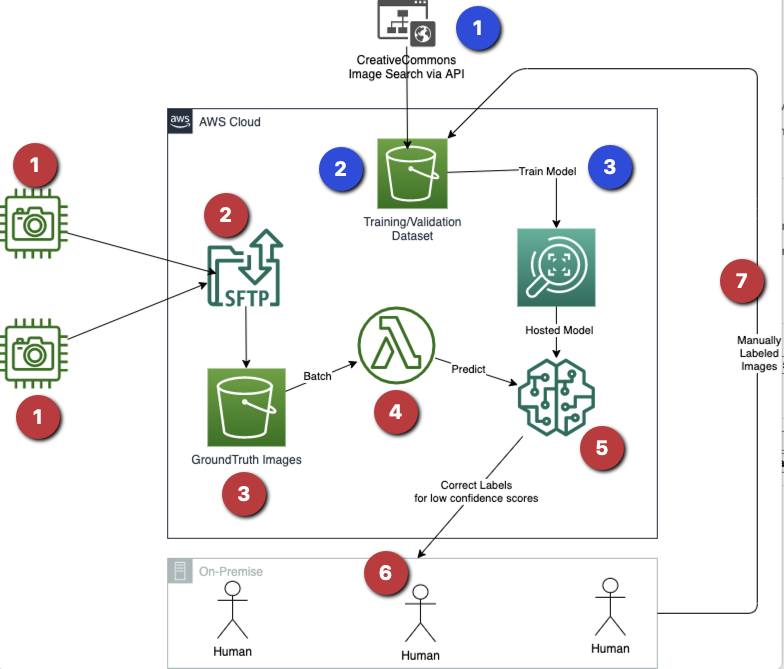 1
CreativeCommons
Image Search via API
aws
AWS Cloud
1
2
Train Model
3
2
Training/Validation
Dataset
SFTP
7
Hosted Model
Manually
Labeled
Images
Batch
Predict
1
4
5
GroundTruth Images
3
Correct Labels
for low confidence scores
6
On-Premise
Human
Human
Human